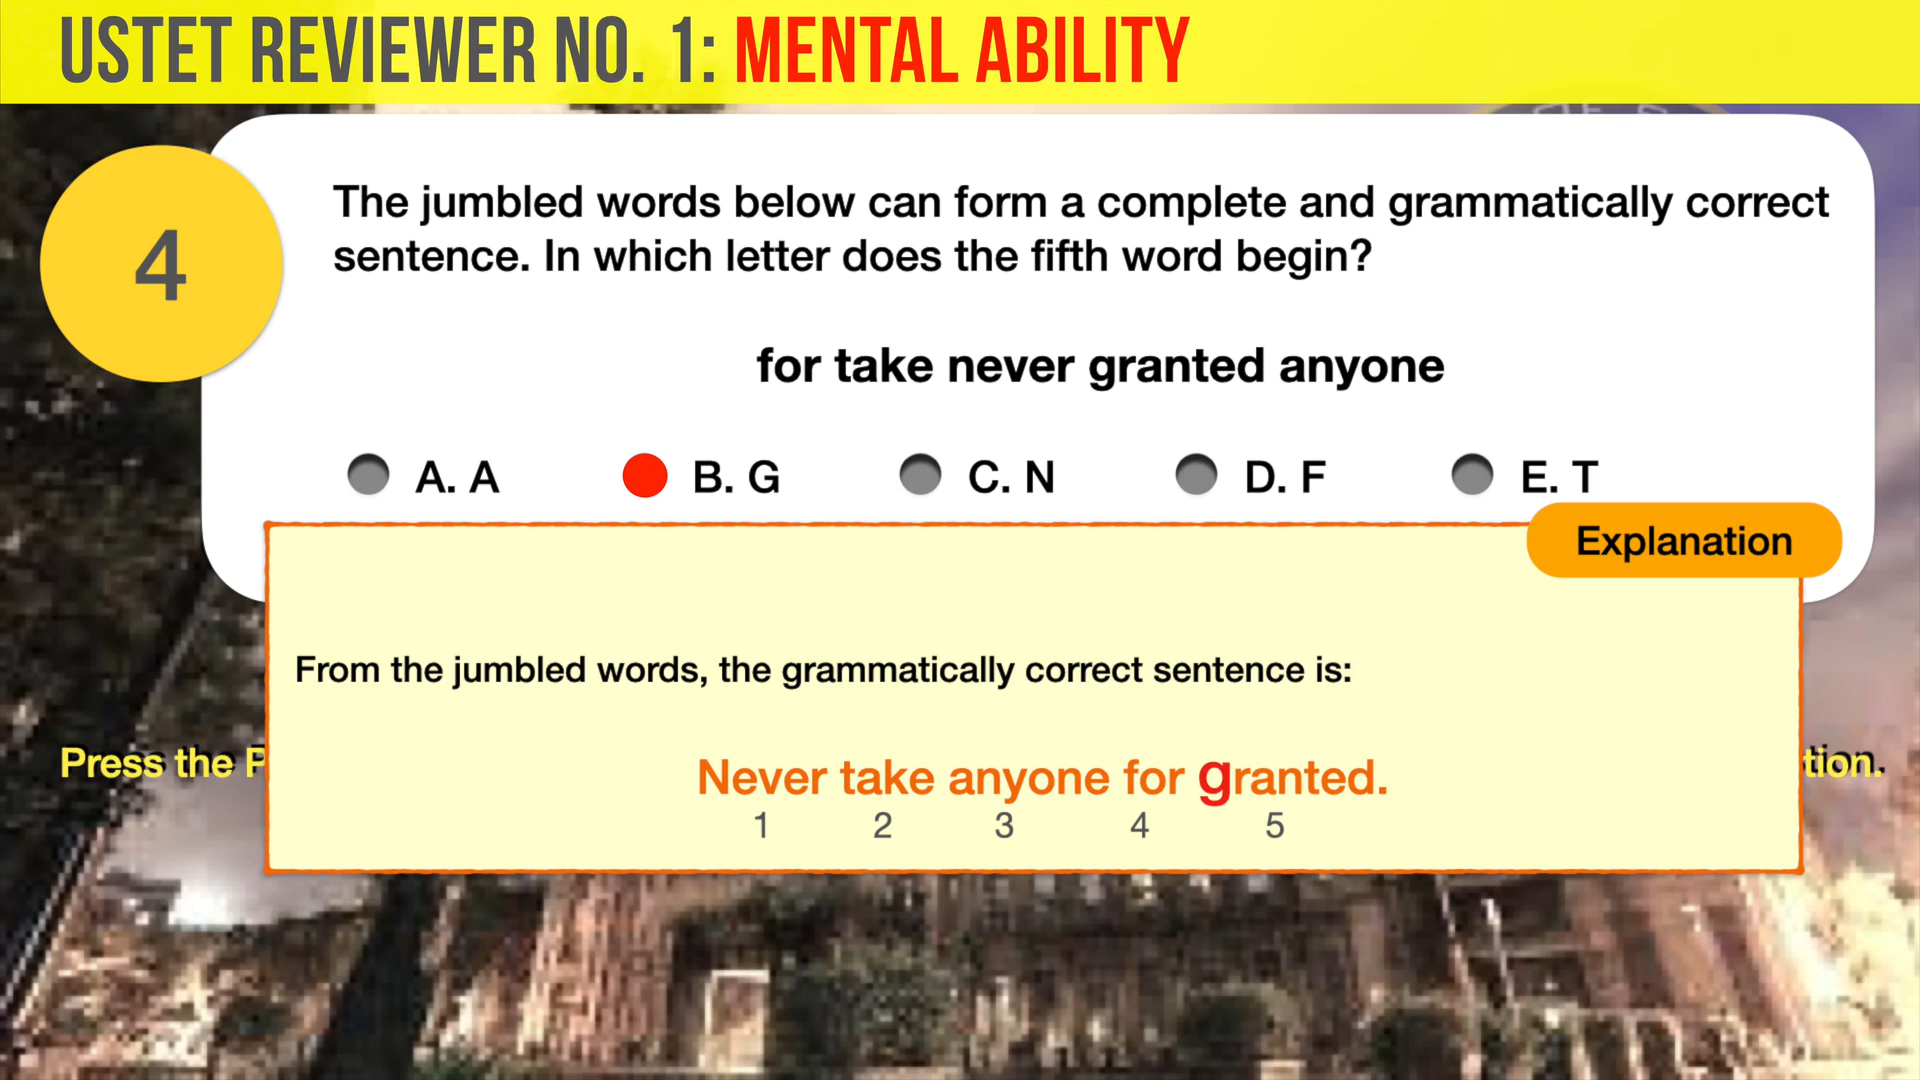 USTET REVIEWER NO. 1: MENTAL ABILITY
4
The jumbled words below can form a complete and grammatically correct
sentence. In which letter does the fifth word begin?
for take never granted anyone
A. A B. G C. N D. F E. T
Explanation
From the jumbled words, the grammatically correct sentence is:
Press the tion.
Never take anyone for granted.
1 2 3 4 5